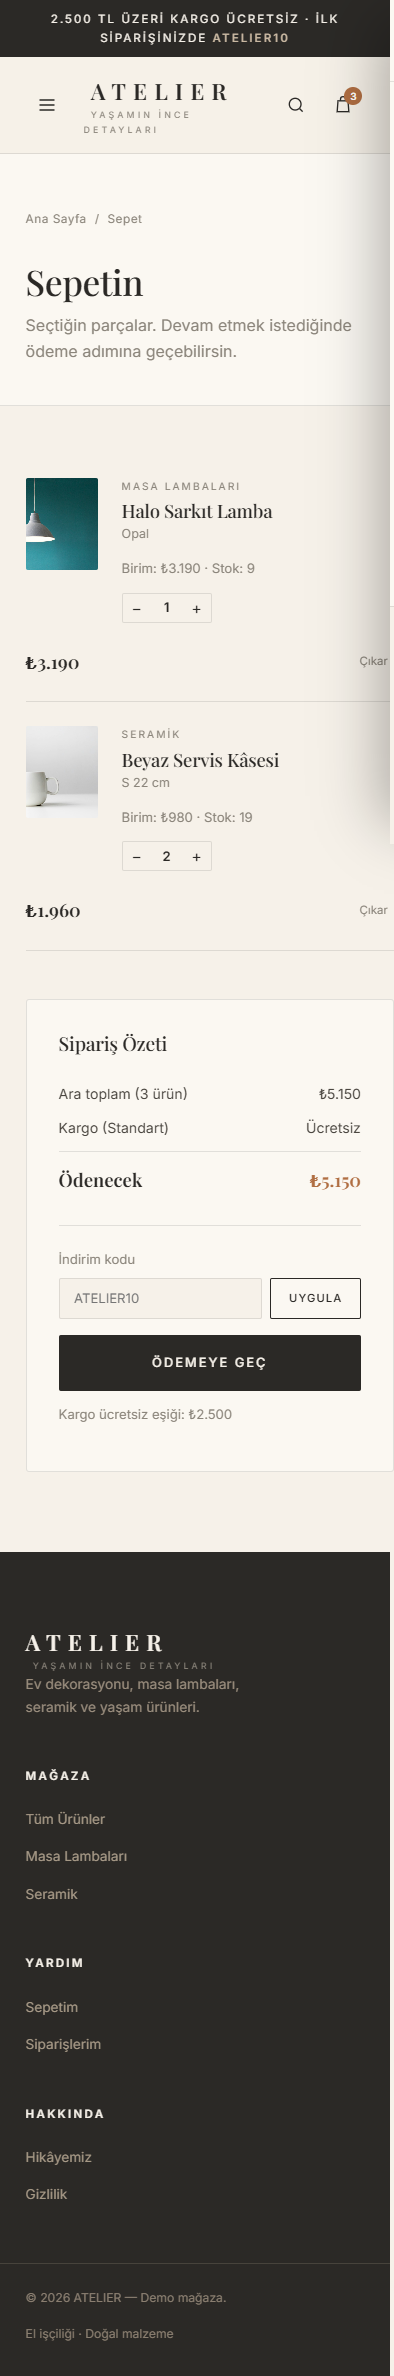 2.500 TL ÜZERİ KARGO ÜCRETSİZ · İLK
SİPARİŞİNİZDE ATELIER10
ATELIER
YAŞAMIN İNCE
DETAYLARI
3
Ana Sayfa / Sepet
Sepetin
Seçtiğin parçalar. Devam etmek istediğinde
ödeme adımına geçebilirsin.
MASA LAMBALARI
Halo Sarkıt Lamba
Opal
Birim: ₺3.190 · Stok: 9
− 1 +
₺3.190 Çıkar
SERAMİK
Beyaz Servis Kâsesi
S 22 cm
Birim: ₺980 · Stok: 19
− 2 +
₺1.960 Çıkar
Sipariş Özeti
Ara toplam (3 ürün) ₺5.150
Kargo (Standart) Ücretsiz
Ödenecek ₺5.150
İndirim kodu
ATELIER10 UYGULA
ÖDEMEYE GEÇ
Kargo ücretsiz eşiği: ₺2.500
ATELIER
YAŞAMIN İNCE DETAYLARI
Ev dekorasyonu, masa lambaları,
seramik ve yaşam ürünleri.
MAĞAZA
Tüm Ürünler
Masa Lambaları
Seramik
YARDIM
Sepetim
Siparişlerim
HAKKINDA
Hikâyemiz
Gizlilik
© 2026 ATELIER — Demo mağaza.
El işçiliği · Doğal malzeme